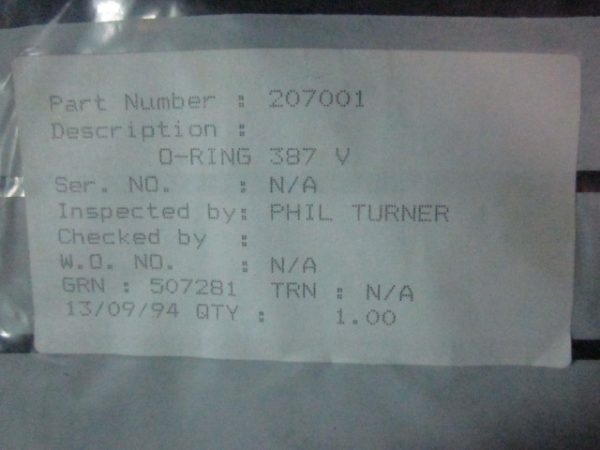 Part Number : 207001
Description :
O-RING 387 V
Ser. NO. : N/A
Inspected by: PHIL TURNER
Checked by :
W.O. NO. : N/A
GRN : 507281 TRN : N/A
13/09/94 QTY : 1.00